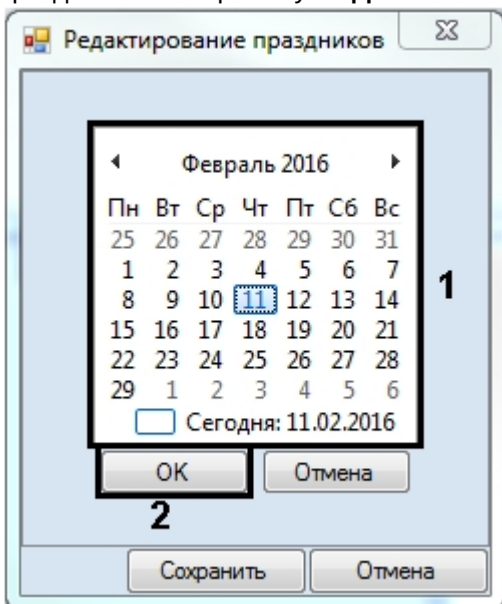 Редактирование праздников
Февраль 2016
Пн Вт Ср Чт Пт Сб Вс
25 26 27 28 29 30 31
1 2 3 4 5 6 7
8 9 10 11 12 13 14
15 16 17 18 19 20 21
22 23 24 25 26 27 28
29 1 2 3 4 5 6
Сегодня: 11.02.2016
1
OK Отмена
2
Сохранить Отмена